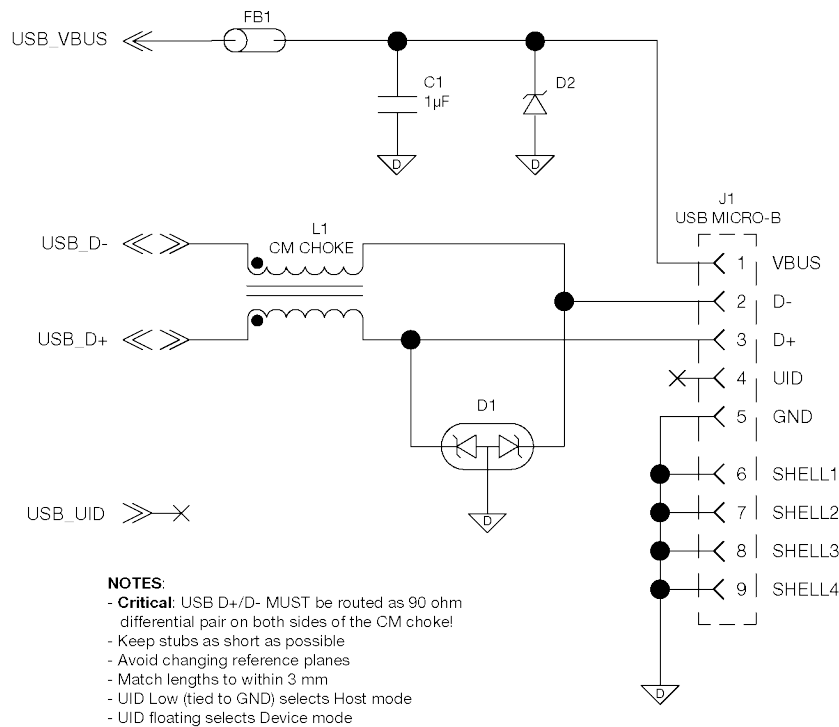 FB1
USB_VBUS
C1
1µF
D2
D
D
J1
USB MICRO-B
L1
CM CHOKE
USB_D-
USB_D+
1 VBUS
2 D-
3 D+
4 UID
5 GND
6 SHELL1
7 SHELL2
8 SHELL3
9 SHELL4
D1
D
USB_UID
D
NOTES:
- Critical: USB D+/D- MUST be routed as 90 ohm
differential pair on both sides of the CM choke!
- Keep stubs as short as possible
- Avoid changing reference planes
- Match lengths to within 3 mm
- UID Low (tied to GND) selects Host mode
- UID floating selects Device mode